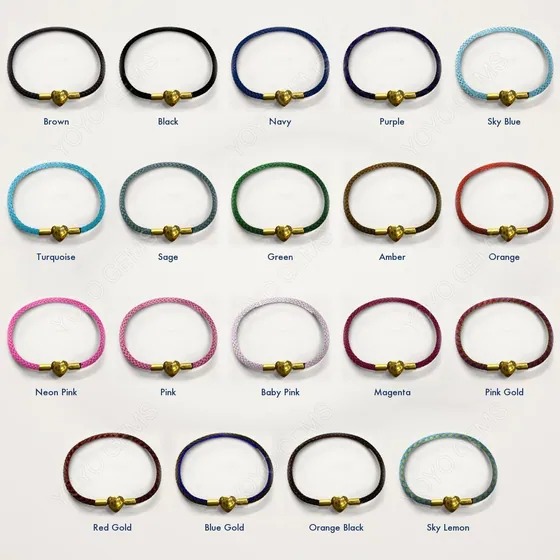 Brown
Black
Navy
Purple
Sky Blue
Turquoise
Sage
Green
Amber
Orange
Neon Pink
Pink
Baby Pink
Magenta
Pink Gold
Red Gold
Blue Gold
Orange Black
Sky Lemon